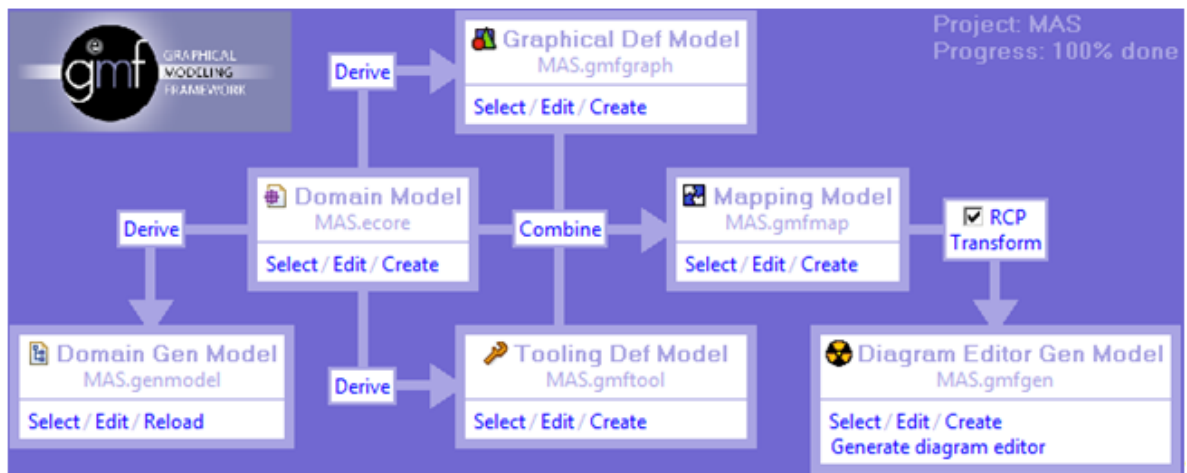 e
gmf
GRAPHICAL
MODELING
FRAMEWORK
Project: MAS
Progress: 100% done
Graphical Def Model
MAS.gmfgraph
Select / Edit / Create
Derive
Domain Model
MAS.ecore
Select / Edit / Create
Derive
Combine
Mapping Model
MAS.gmfmap
Select / Edit / Create
RCP
Transform
Domain Gen Model
MAS.genmodel
Select / Edit / Reload
Derive
Tooling Def Model
MAS.gmftool
Select / Edit / Create
Diagram Editor Gen Model
MAS.gmfgen
Select / Edit / Create
Generate diagram editor